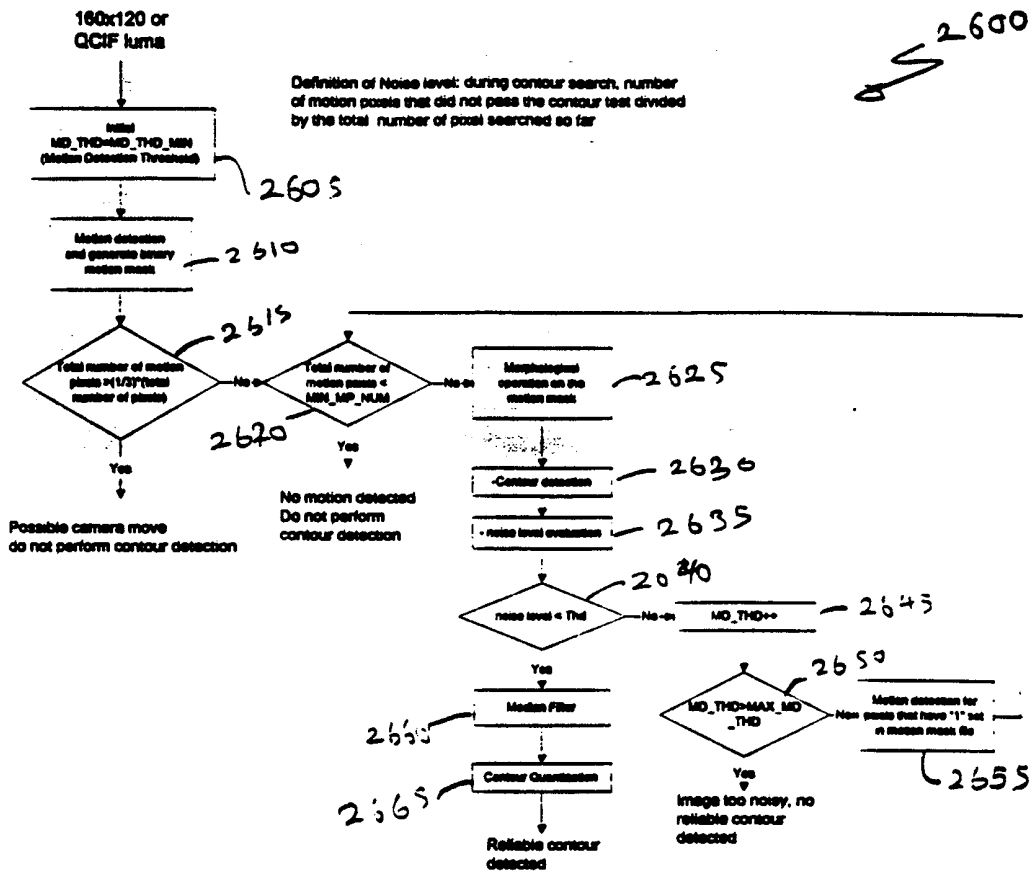 160x120 or
QCIF luma
2600
Definition of Noise level: during contour search, number
of motion pixels that did not pass the contour test divided
by the total number of pixel searched so far
Initial
MD_THD=MD_THD_MIN
(Motion Detection Threshold)
2605
Motion detection
and generate binary
motion mask
2610
2615
Total number of motion
pixels >(1/3)*(total
number of pixels)
No
Total number of
motion pixels <
MIN_MP_NUM
2620
No
Morphological
operation on the
motion mask
2625
Yes
Yes
Possible camera move
do not perform contour detection
No motion detected
Do not perform
contour detection
-Contour detection
2630
- noise level evaluation
2635
noise level < Thd
2040
No
MD_THD++
2645
Yes
Median Filter
2660
MD_THD>MAX_MD
_THD
2650
No
Motion detection for
pixels that have "1" set
in motion mask file
2655
Contour Quantization
2665
Yes
Image too noisy, no
reliable contour
detected
Reliable contour
detected